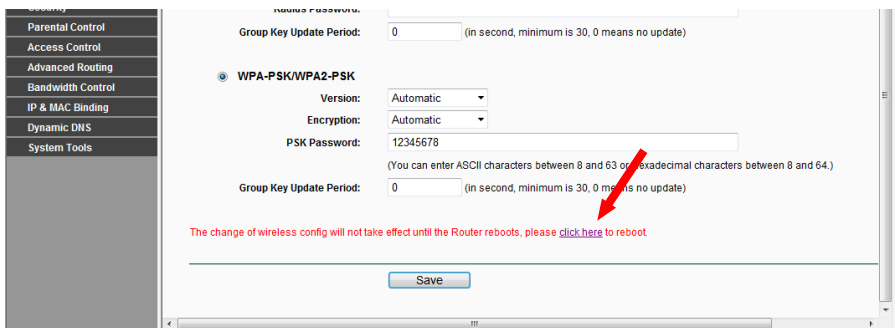 Security
Radius Password:
Parental Control
Group Key Update Period: 0 (in second, minimum is 30, 0 means no update)
Access Control
Advanced Routing
WPA-PSK/WPA2-PSK
Bandwidth Control
Version: Automatic
IP & MAC Binding
Encryption: Automatic
Dynamic DNS
PSK Password: 12345678
System Tools
(You can enter ASCII characters between 8 and 63 or hexadecimal characters between 8 and 64.)
Group Key Update Period: 0 (in second, minimum is 30, 0 means no update)
The change of wireless config will not take effect until the Router reboots, please click here to reboot.
Save